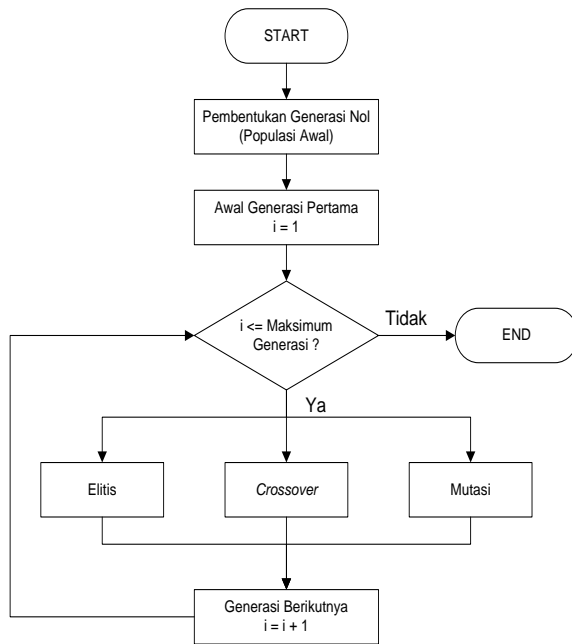 START
Pembentukan Generasi Nol
(Populasi Awal)
Awal Generasi Pertama
i = 1
i <= Maksimum
Generasi ?
Tidak
END
Ya
Elitis
Crossover
Mutasi
Generasi Berikutnya
i = i + 1